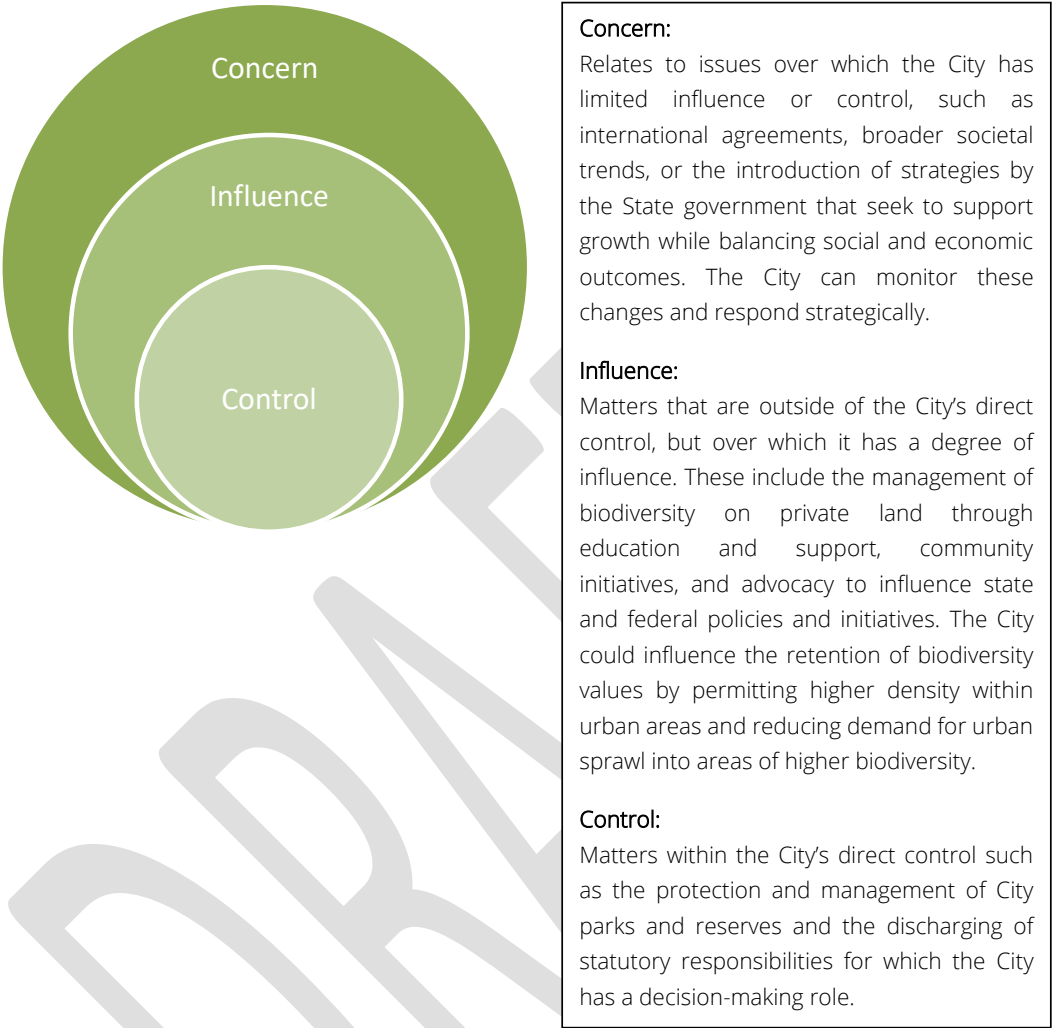 Concern
Influence
Control
Concern:
Relates to issues over which the City has
limited influence or control, such as
international agreements, broader societal
trends, or the introduction of strategies by
the State government that seek to support
growth while balancing social and economic
outcomes. The City can monitor these
changes and respond strategically.
Influence:
Matters that are outside of the City's direct
control, but over which it has a degree of
influence. These include the management of
biodiversity on private land through
education and support, community
initiatives, and advocacy to influence state
and federal policies and initiatives. The City
could influence the retention of biodiversity
values by permitting higher density within
urban areas and reducing demand for urban
sprawl into areas of higher biodiversity.
Control:
Matters within the City's direct control such
as the protection and management of City
parks and reserves and the discharging of
statutory responsibilities for which the City
has a decision-making role.
DRAFT